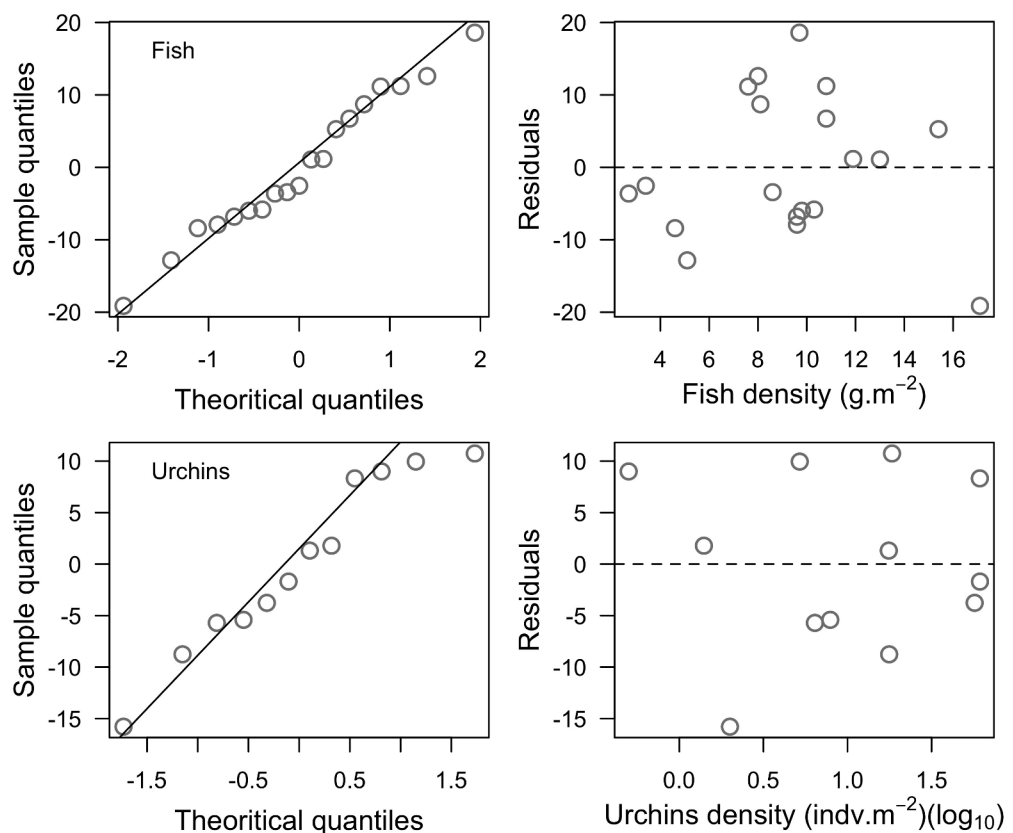 20
10
0
-10
-20
Sample quantiles
Fish
-2 -1 0 1 2
Theoritical quantiles
20
10
0
-10
-20
Residuals
4 6 8 10 12 14 16
Fish density (g.m⁻²)
10
5
0
-5
-10
-15
Sample quantiles
Urchins
-1.5 -0.5 0.5 1.5
Theoritical quantiles
10
5
0
-5
-10
-15
Residuals
0.0 0.5 1.0 1.5
Urchins density (indv.m⁻²)(log₁₀)